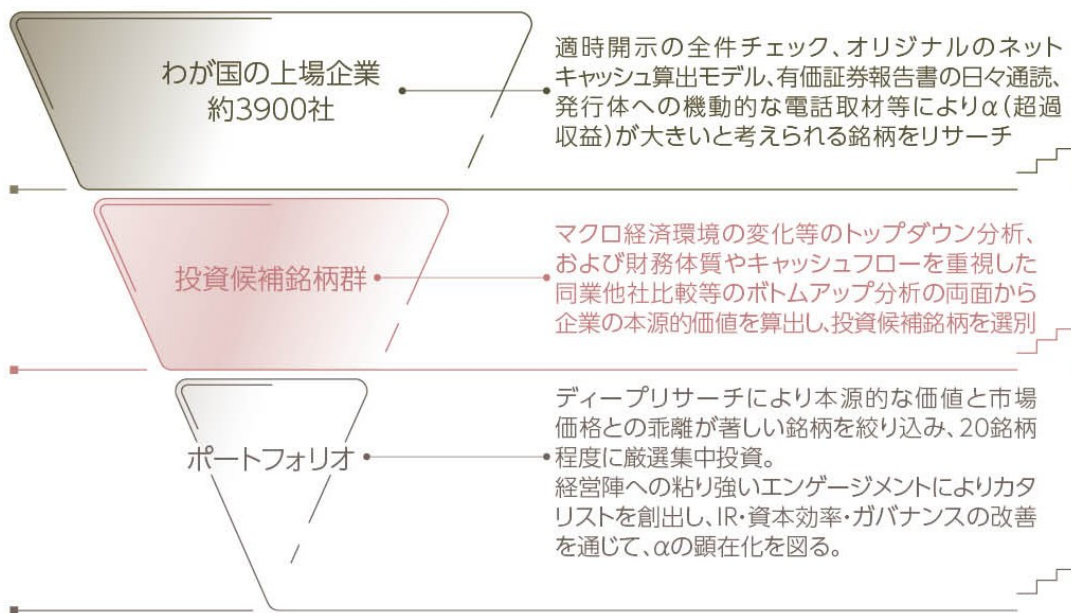 わが国の上場企業
約3900社
適時開示の全件チェック、オリジナルのネット
キャッシュ算出モデル、有価証券報告書の日々通読、
発行体への機動的な電話取材等によりα(超過
収益)が大きいと考えられる銘柄をリサーチ
投資候補銘柄群
マクロ経済環境の変化等のトップダウン分析、
および財務体質やキャッシュフローを重視した
同業他社比較等のボトムアップ分析の両面から
企業の本源的価値を算出し、投資候補銘柄を選別
ポートフォリオ
ディープリサーチにより本源的な価値と市場
価格との乖離が著しい銘柄を絞り込み、20銘柄
程度に厳選集中投資。
経営陣への粘り強いエンゲージメントによりカタ
リストを創出し、IR・資本効率・ガバナンスの改善
を通じて、αの顕在化を図る。